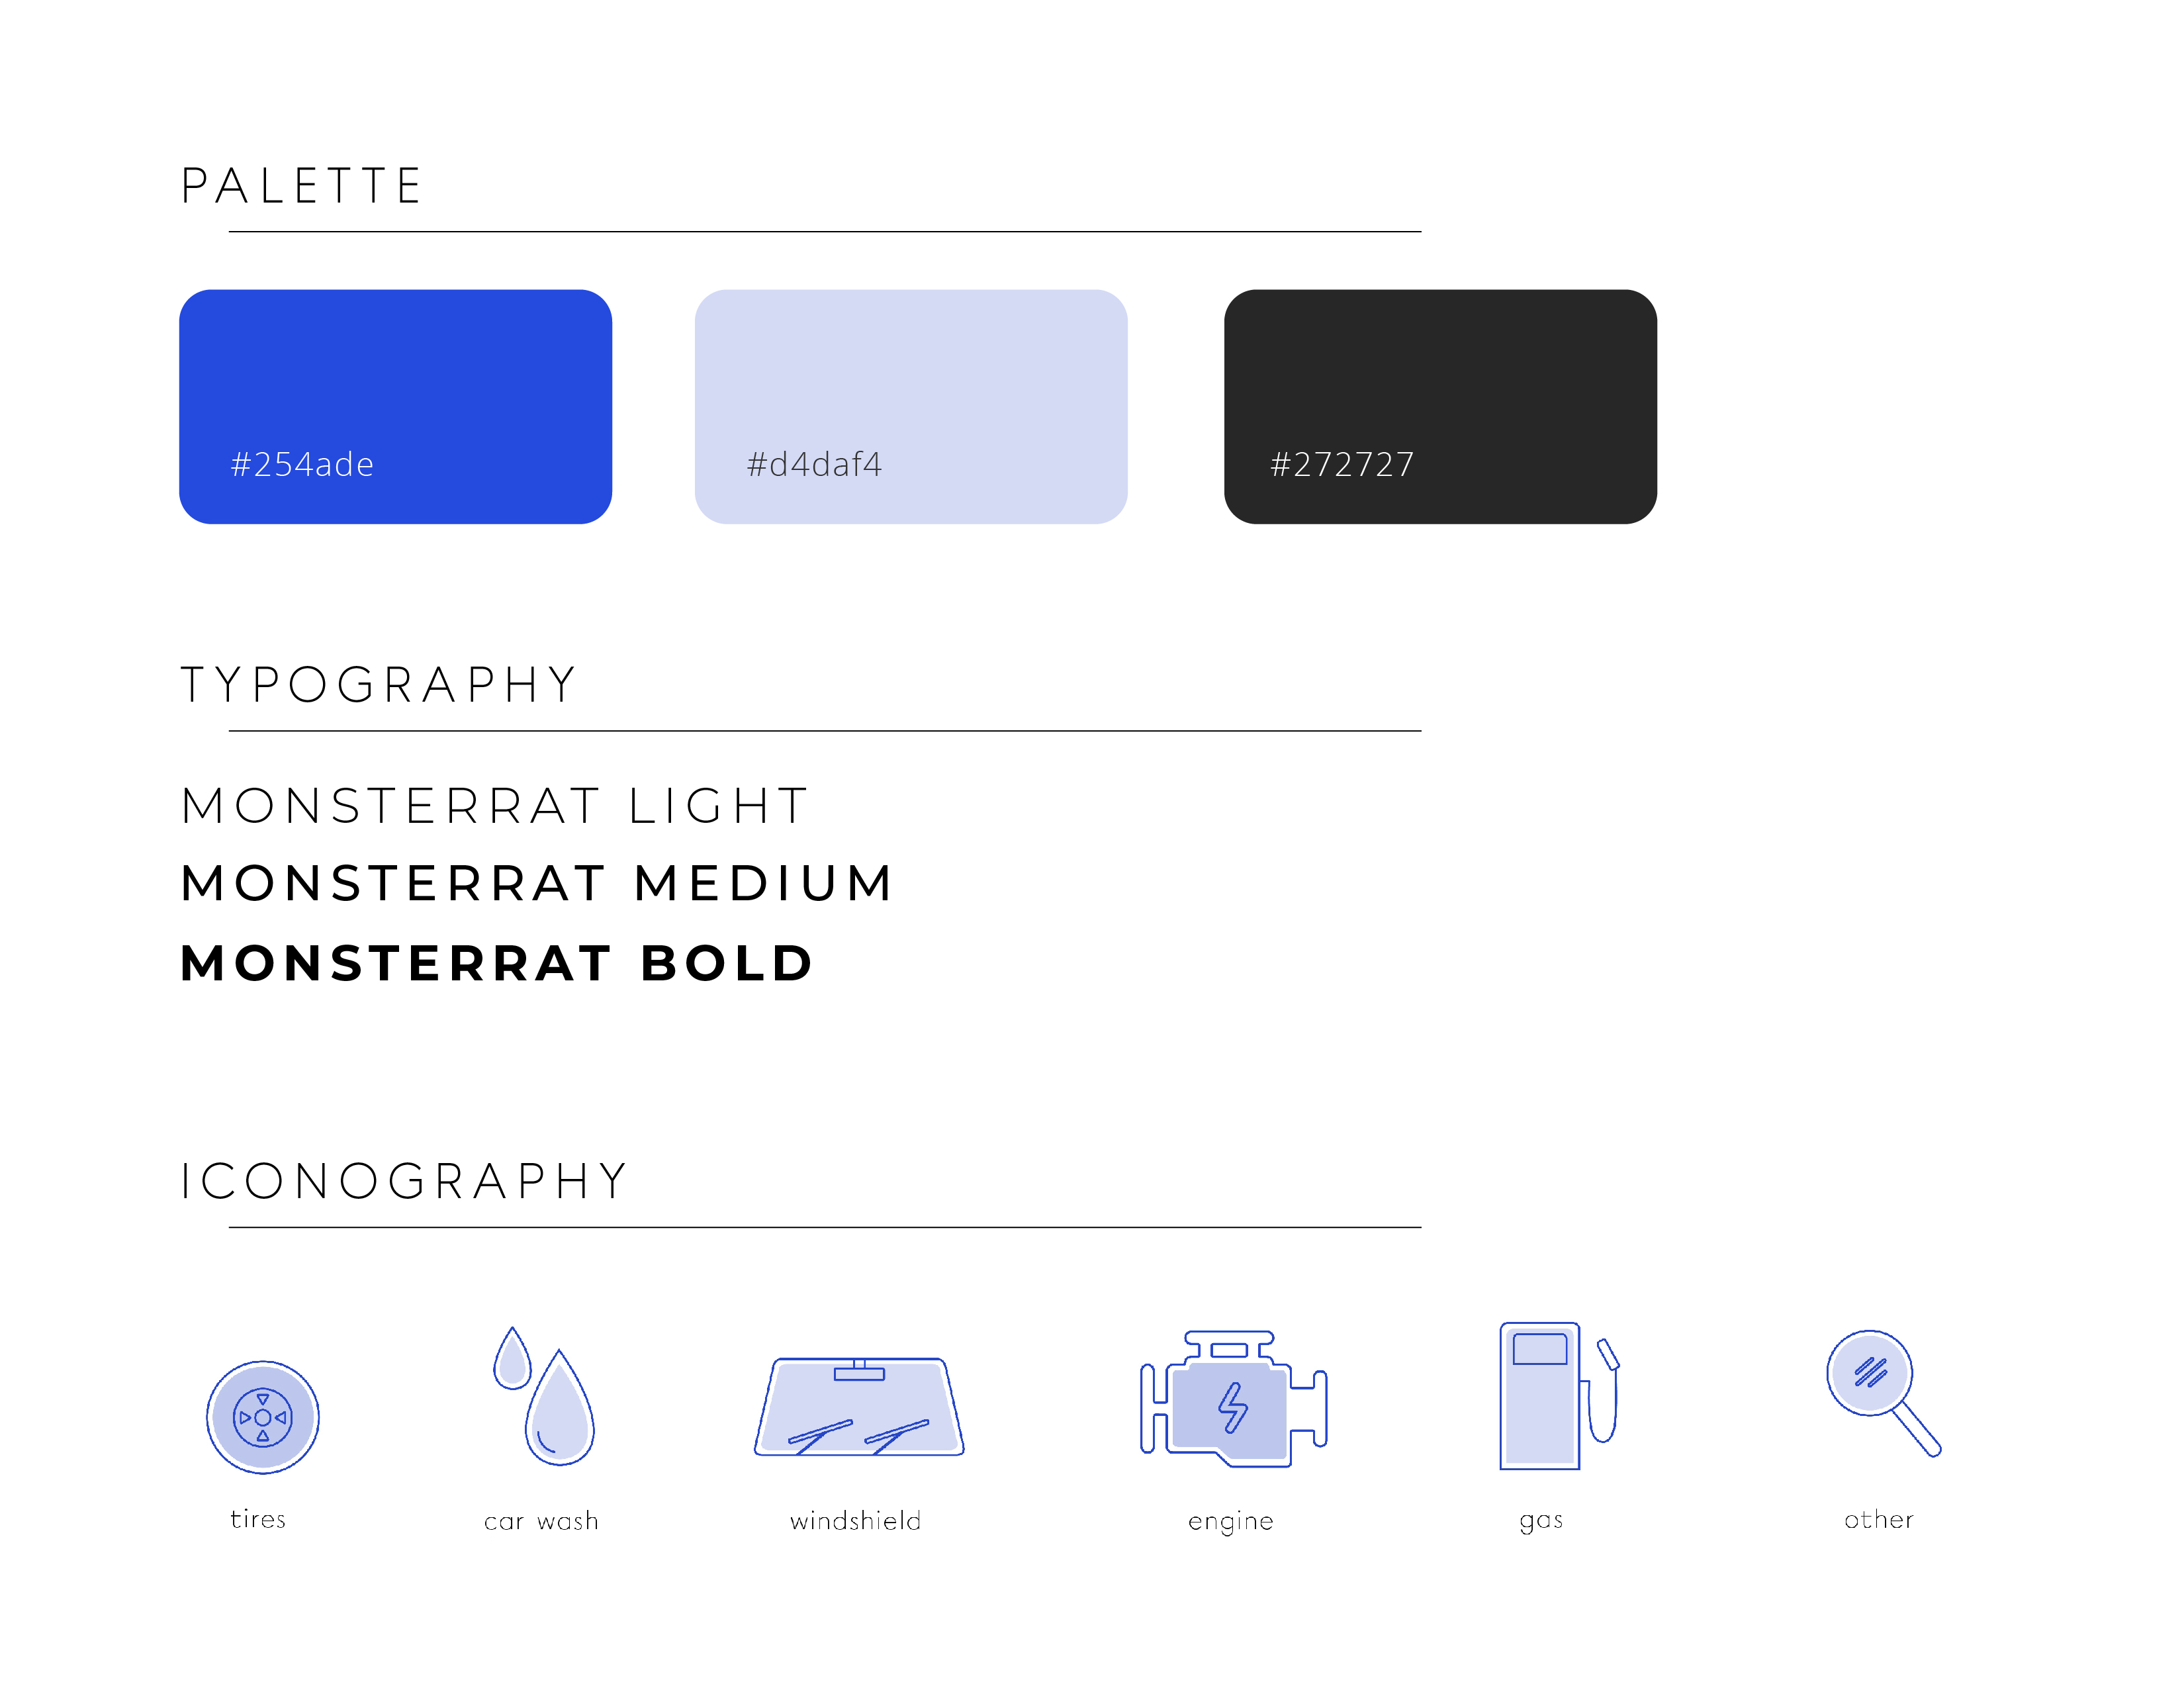 PALETTE
#254ade
#d4daf4
#272727
TYPOGRAPHY
MONSTERRAT LIGHT
MONSTERRAT MEDIUM
MONSTERRAT BOLD
ICONOGRAPHY
tires
car wash
windshield
engine
gas
other